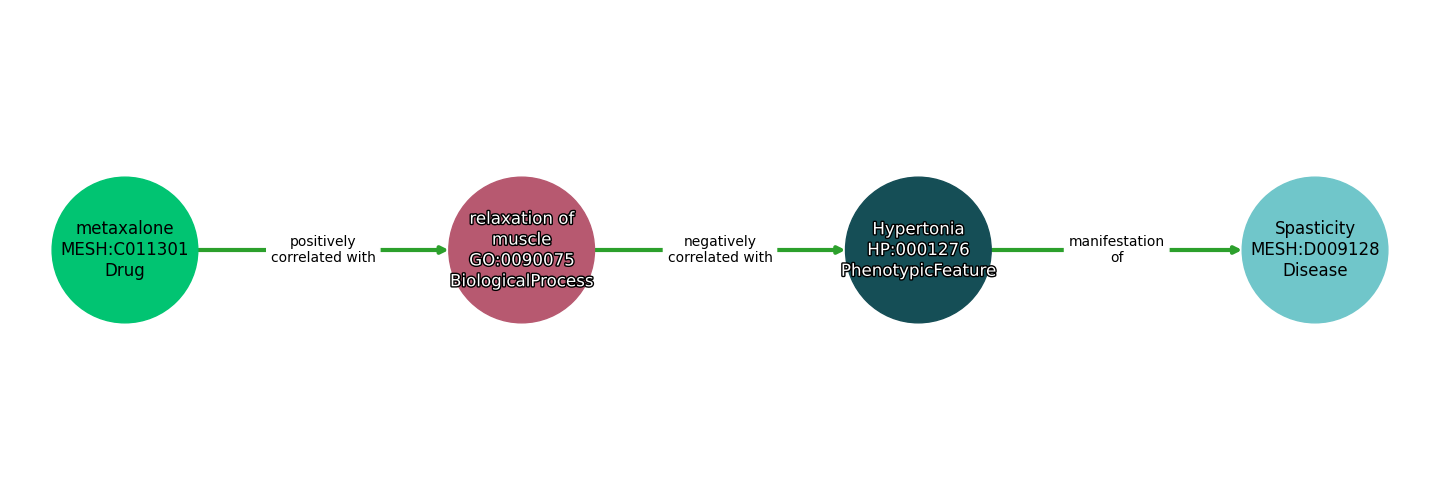 metaxalone
MESH:C011301
Drug
positively
correlated with
relaxation of
muscle
GO:0090075
BiologicalProcess
negatively
correlated with
Hypertonia
HP:0001276
PhenotypicFeature
manifestation
of
Spasticity
MESH:D009128
Disease